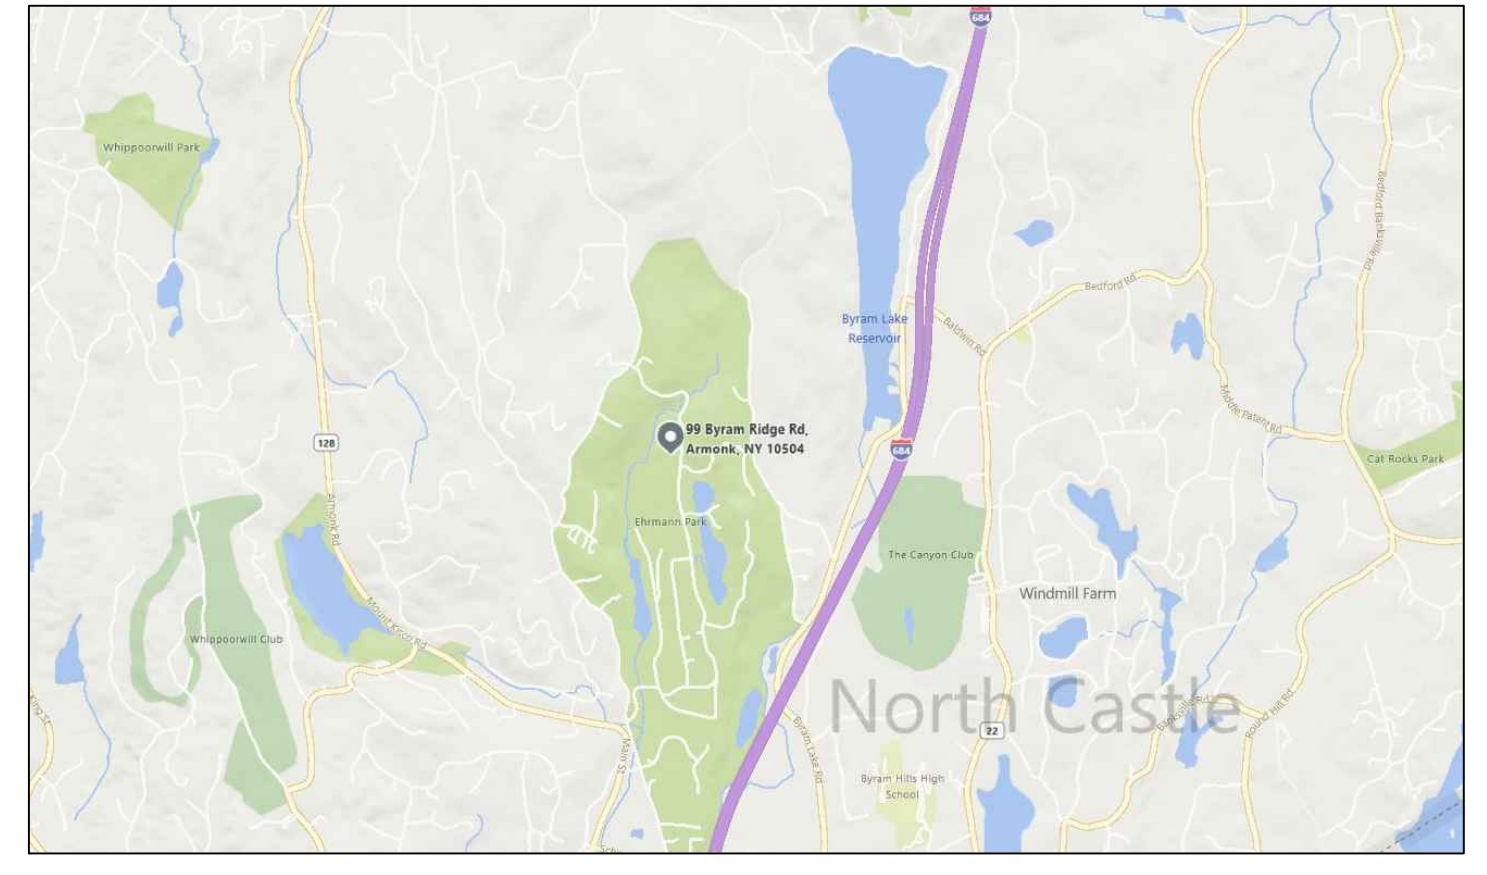 684
Whippoorwill Park
Bedford Banksville Rd
Bedford Rd
Byram Lake
Reservoir
Baldwin Rd
Middle Patent Rd
99 Byram Ridge Rd,
Armonk, NY 10504
128
684
Cat Rocks Park
Armonk Rd
Ehrmann Park
The Canyon Club
Windmill Farm
Mount Kisco Rd
Whippoorwill Club
King St
North Castle
Banksville Rd
Round Hill Rd
22
Main St
Byram Lake Rd
Byram Hills High
School